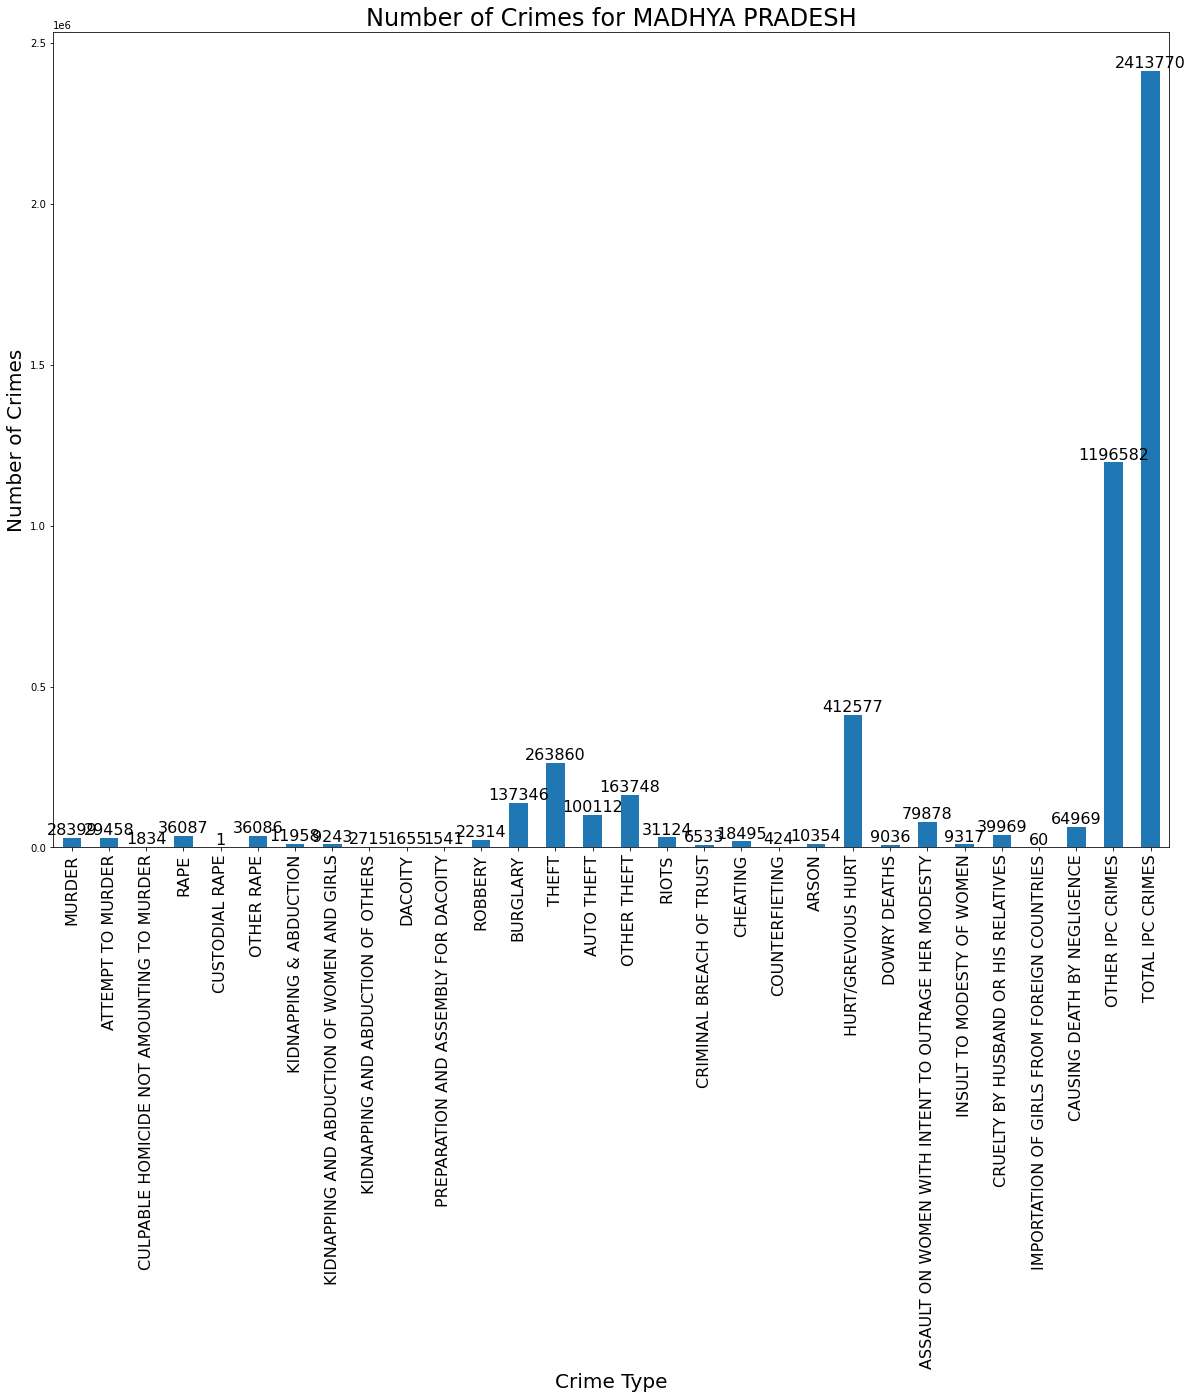 Number of Crimes for MADHYA PRADESH
1e6
2.5
2.0
1.5
1.0
0.5
0.0
Number of Crimes
28399
29458
1834
36087
1
36086
11958
9243
2715
1655
1541
22314
137346
263860
100112
163748
31124
6533
18495
424
10354
412577
9036
79878
9317
39969
60
64969
1196582
2413770
MURDER
ATTEMPT TO MURDER
CULPABLE HOMICIDE NOT AMOUNTING TO MURDER
RAPE
CUSTODIAL RAPE
OTHER RAPE
KIDNAPPING & ABDUCTION
KIDNAPPING AND ABDUCTION OF WOMEN AND GIRLS
KIDNAPPING AND ABDUCTION OF OTHERS
DACOITY
PREPARATION AND ASSEMBLY FOR DACOITY
ROBBERY
BURGLARY
THEFT
AUTO THEFT
OTHER THEFT
RIOTS
CRIMINAL BREACH OF TRUST
CHEATING
COUNTERFIETING
ARSON
HURT/GREVIOUS HURT
DOWRY DEATHS
ASSAULT ON WOMEN WITH INTENT TO OUTRAGE HER MODESTY
INSULT TO MODESTY OF WOMEN
CRUELTY BY HUSBAND OR HIS RELATIVES
IMPORTATION OF GIRLS FROM FOREIGN COUNTRIES
CAUSING DEATH BY NEGLIGENCE
OTHER IPC CRIMES
TOTAL IPC CRIMES
Crime Type